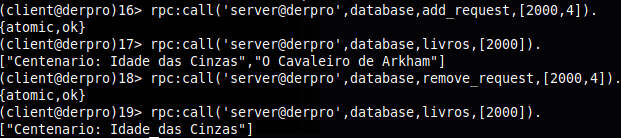 (client@derpro)16> rpc:call('server@derpro',database,add_request,[2000,4]).
{atomic,ok}
(client@derpro)17> rpc:call('server@derpro',database,livros,[2000]).
["Centenario: Idade das Cinzas","O Cavaleiro de Arkham"]
(client@derpro)18> rpc:call('server@derpro',database,remove_request,[2000,4]).
{atomic,ok}
(client@derpro)19> rpc:call('server@derpro',database,livros,[2000]).
["Centenario: Idade das Cinzas"]